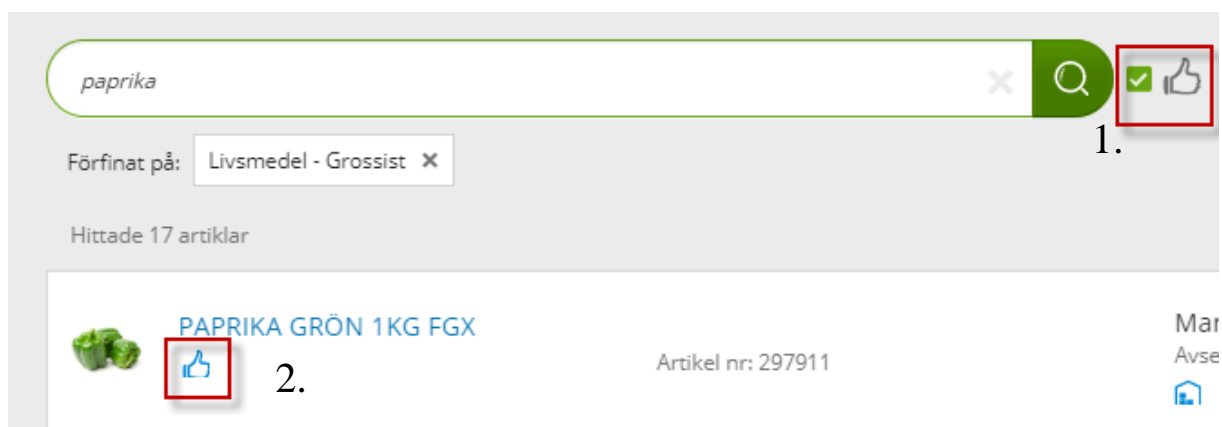 paprika
1.
Förfinat på: Livsmedel - Grossist
Hittade 17 artiklar
PAPRIKA GRÖN 1KG FGX
Artikel nr: 297911
2.